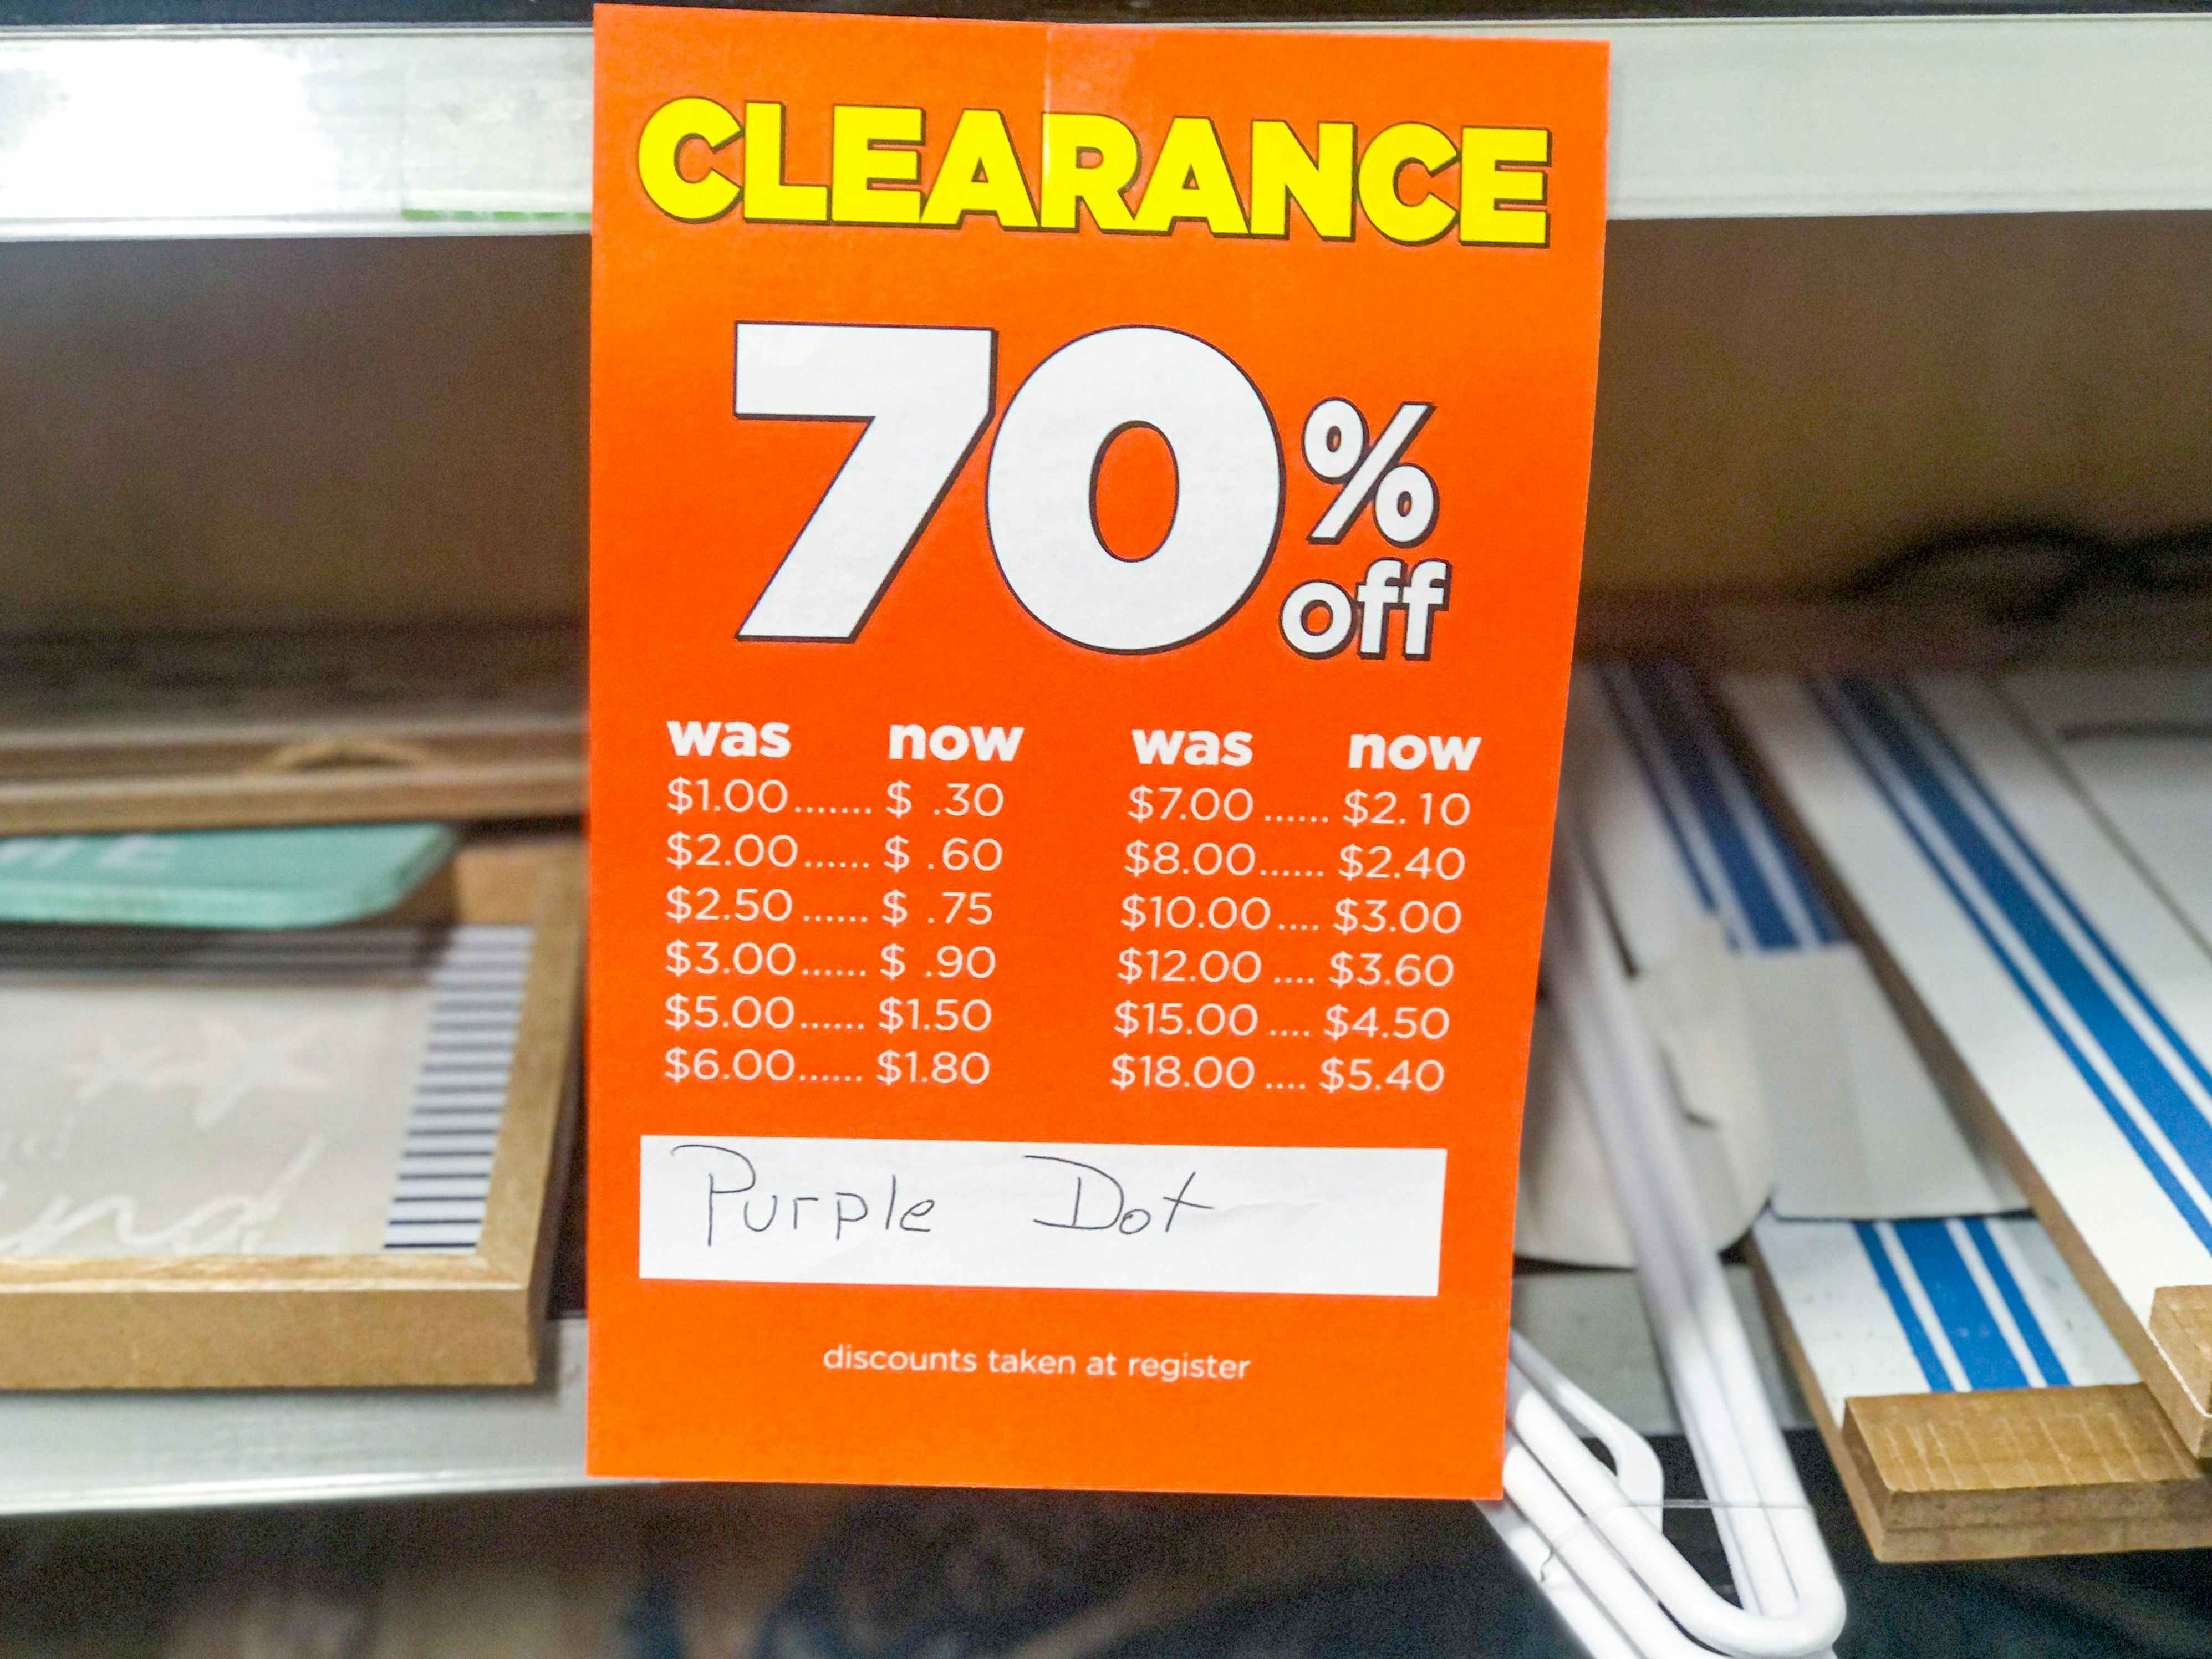 CLEARANCE
70% off
was now was now
$1.00....... $ .30 $7.00 ...... $2.10
$2.00...... $ .60 $8.00...... $2.40
$2.50 ...... $ .75 $10.00 .... $3.00
$3.00...... $ .90 $12.00 .... $3.60
$5.00...... $1.50 $15.00 .... $4.50
$6.00...... $1.80 $18.00 .... $5.40
Purple Dot
discounts taken at register